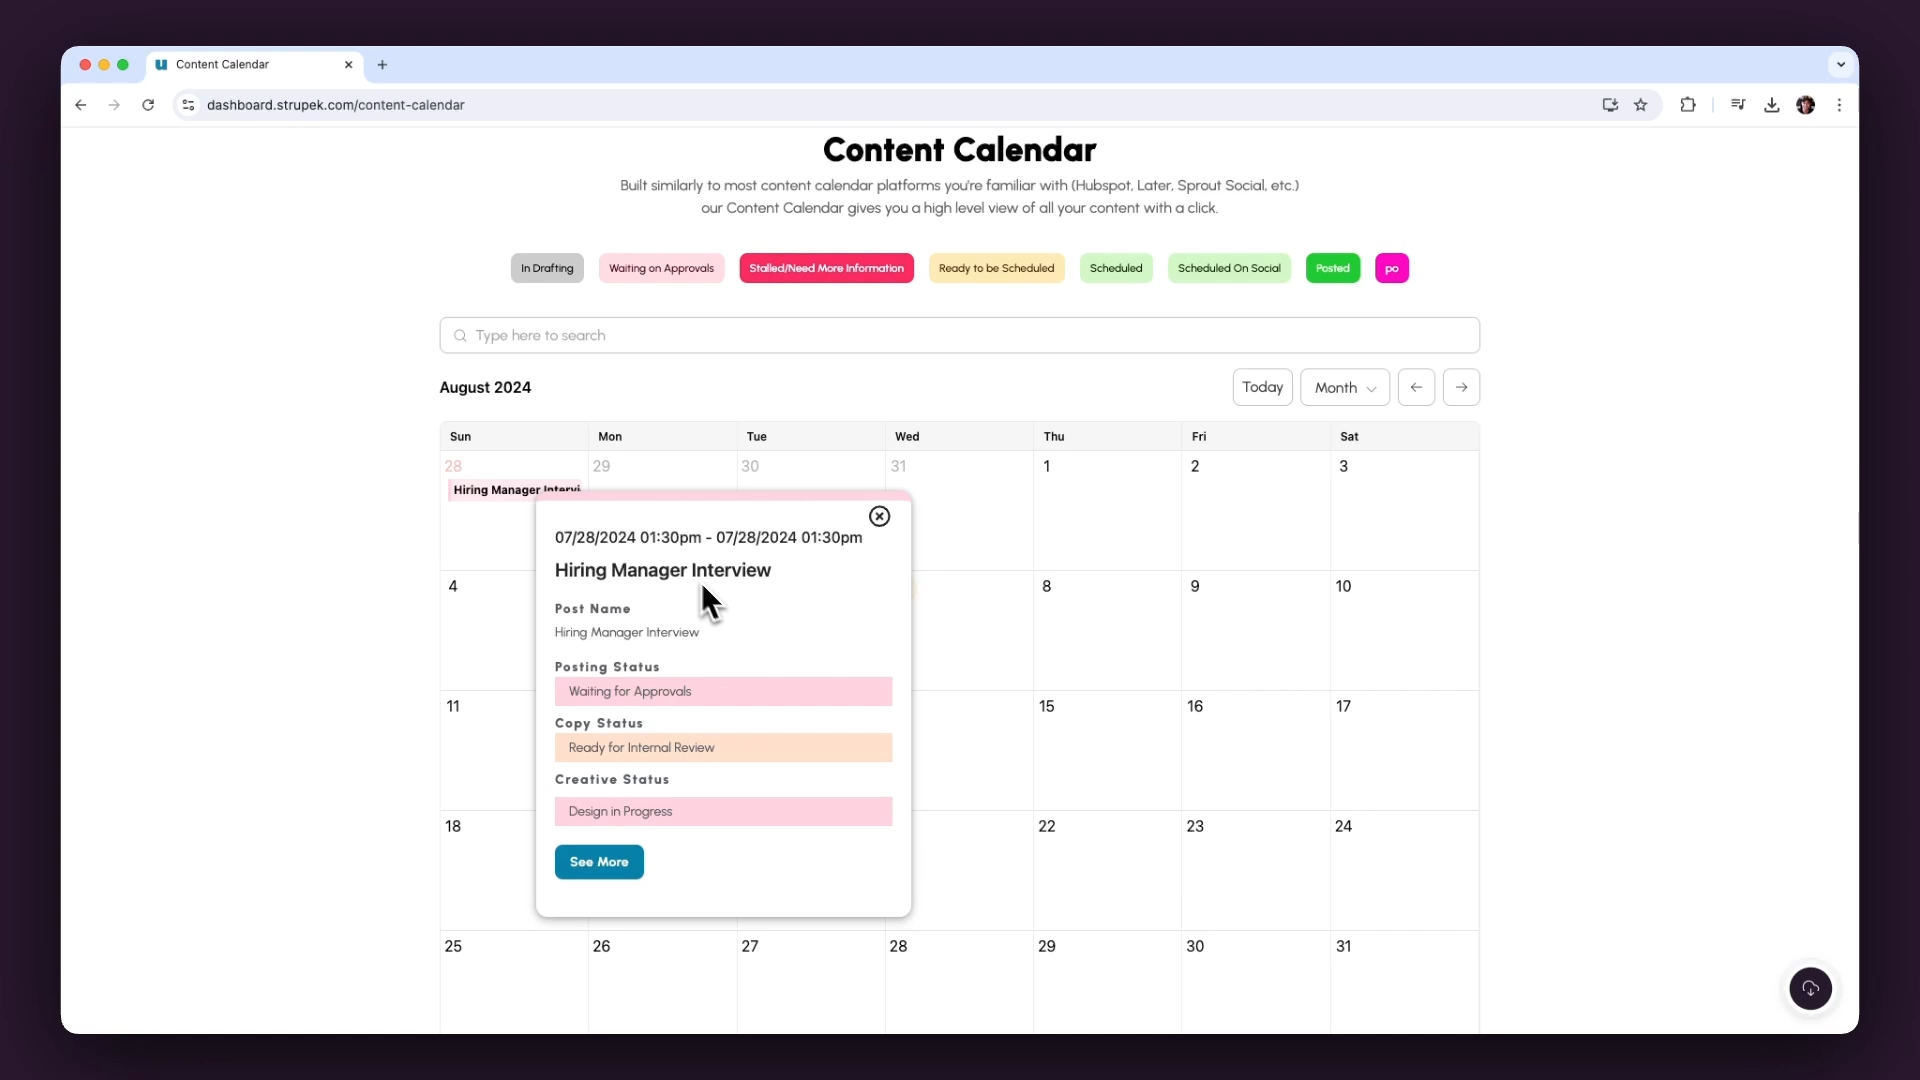 Content Calendar
dashboard.strupek.com/content-calendar
Content Calendar
Built similarly to most content calendar platforms you're familiar with (Hubspot, Later, Sprout Social, etc.)
our Content Calendar gives you a high level view of all your content with a click.
In Drafting Waiting on Approvals Stalled/Need More Information Ready to be Scheduled Scheduled Scheduled On Social Posted po
Type here to search
August 2024 Today Month
Sun Mon Tue Wed Thu Fri Sat
28 29 30 31 1 2 3
Hiring Manager Intervi
07/28/2024 01:30pm - 07/28/2024 01:30pm
Hiring Manager Interview
4 8 9 10
Post Name
Hiring Manager Interview
Posting Status
Waiting for Approvals
11 15 16 17
Copy Status
Ready for Internal Review
Creative Status
Design in Progress
18 22 23 24
See More
25 26 27 28 29 30 31